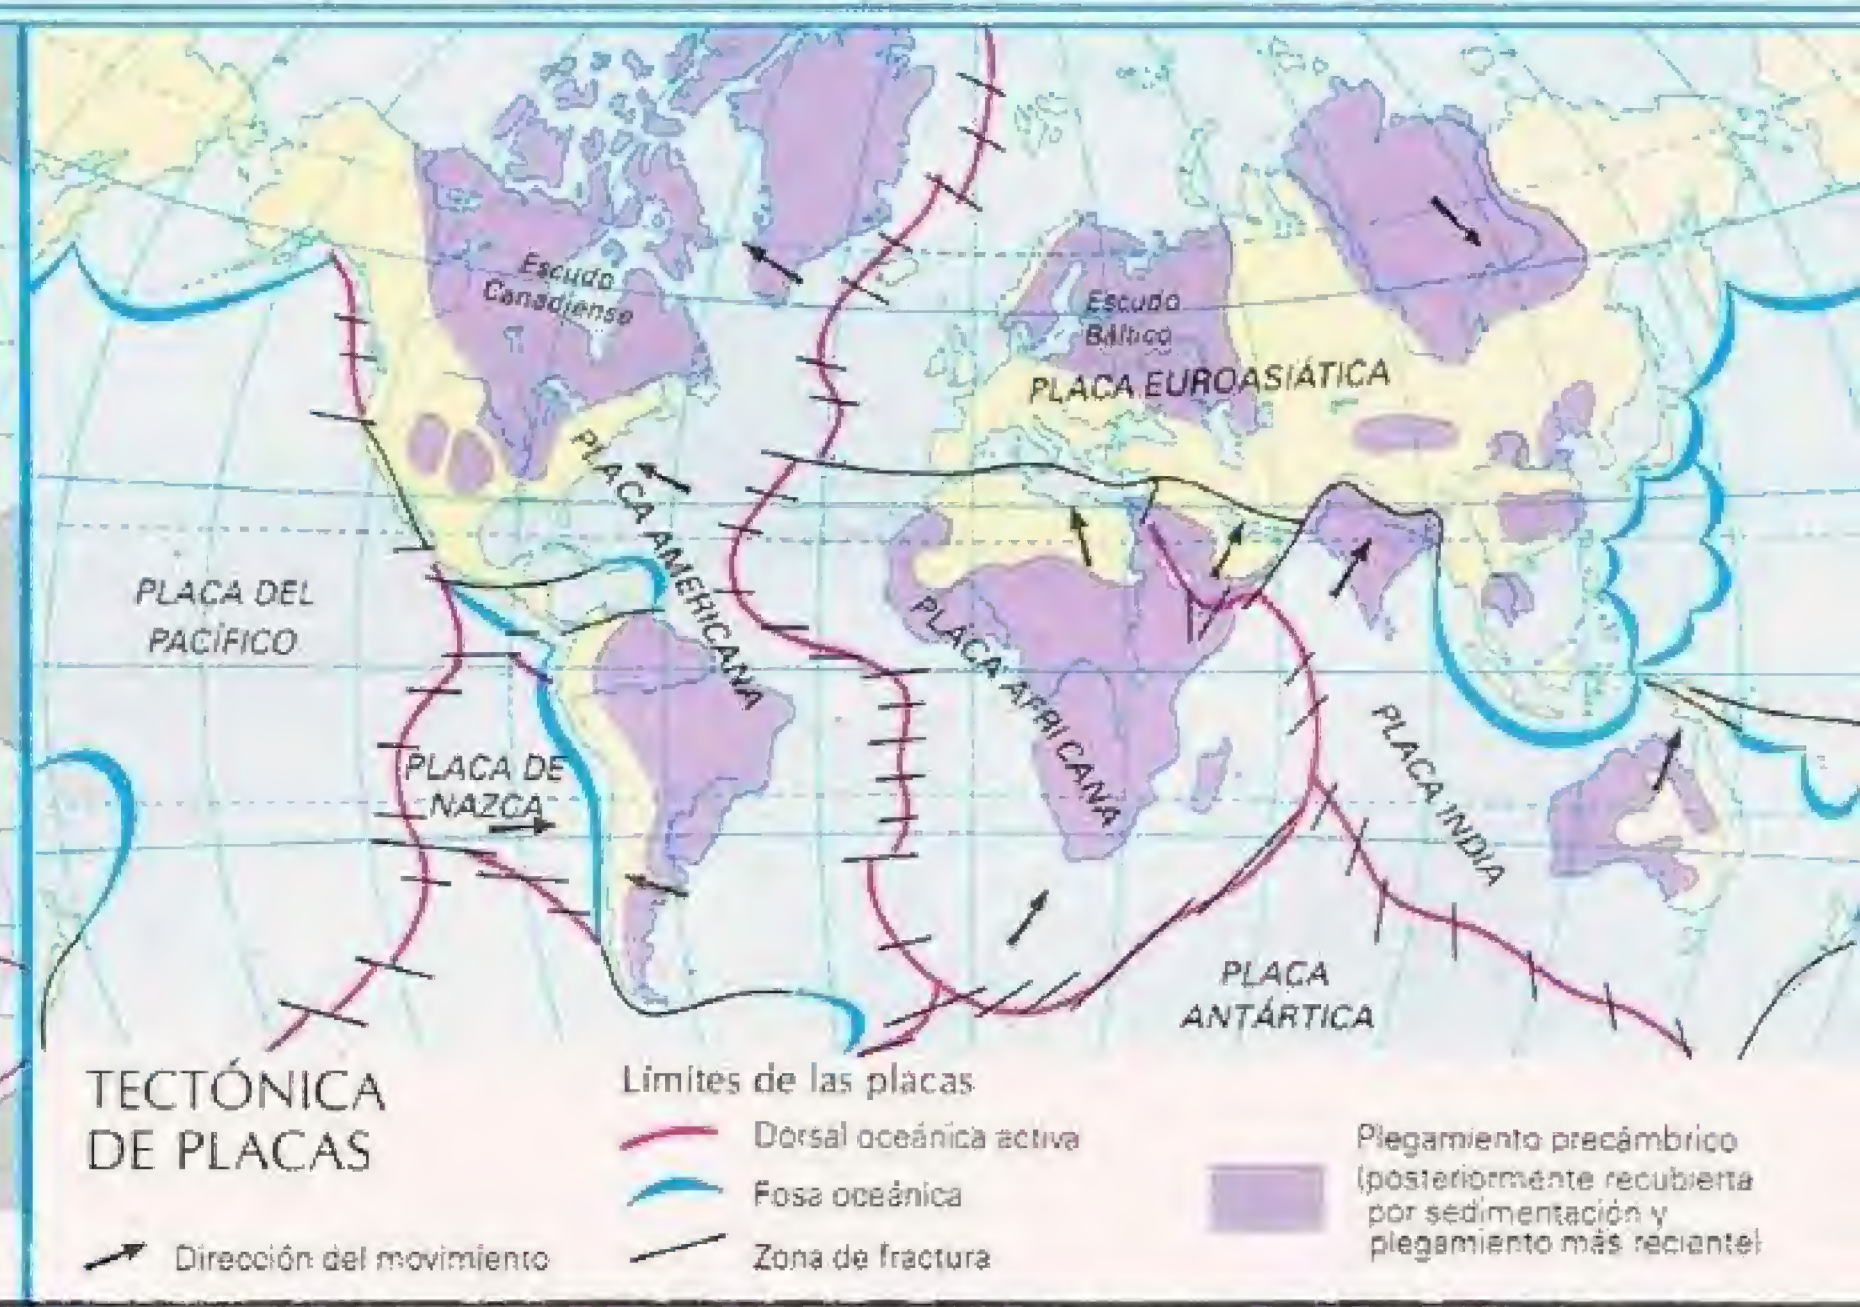 Escudo
Canadiense
Escudo
Báltico
PLACA EUROASIÁTICA
PLACA AMERICANA
PLACA DEL
PACÍFICO
PLACA AFRICANA
PLACA DE
NAZCA
PLACA INDIA
PLACA
ANTÁRTICA
TECTÓNICA
DE PLACAS
Dirección del movimiento
Límites de las placas
Dorsal oceánica activa
Fosa oceánica
Zona de fractura
Plegamiento precámbrico
(posteriormente recubierta
por sedimentación y
plegamiento más reciente)